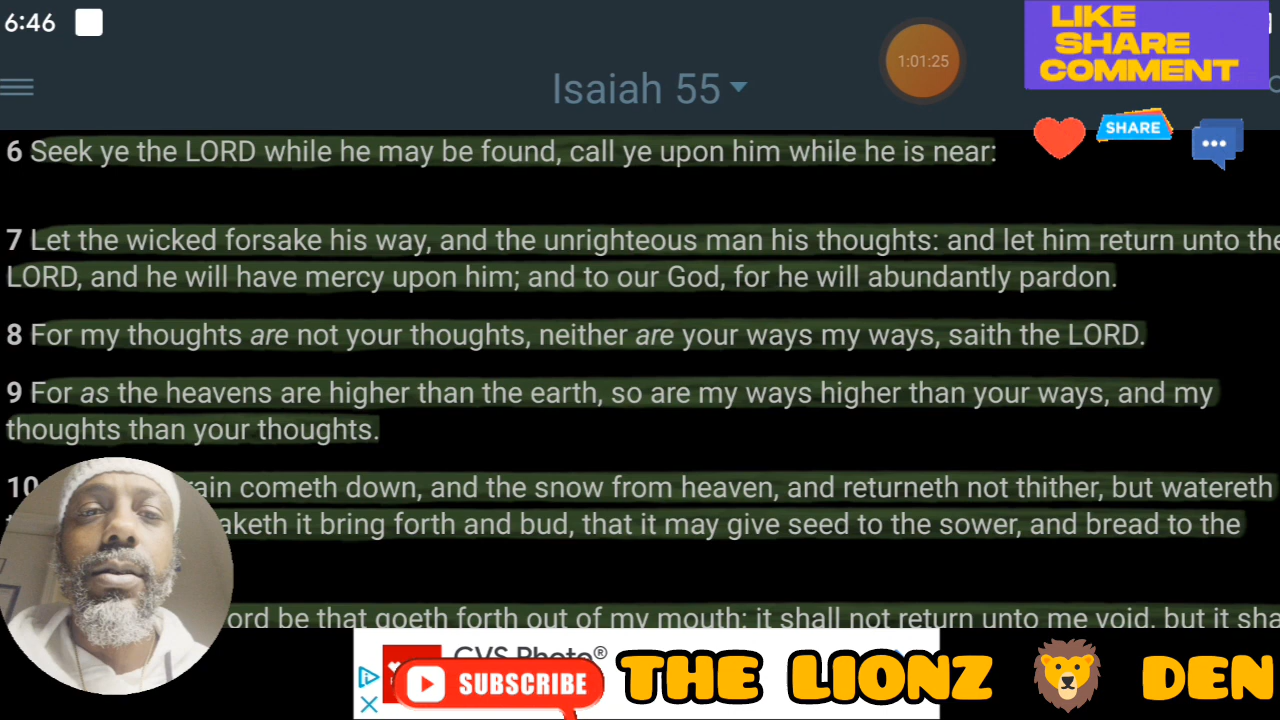 6:46
1:01:25
LIKE
SHARE
COMMENT
Isaiah 55
SHARE
6 Seek ye the LORD while he may be found, call ye upon him while he is near:
7 Let the wicked forsake his way, and the unrighteous man his thoughts: and let him return unto the
LORD, and he will have mercy upon him; and to our God, for he will abundantly pardon.
8 For my thoughts are not your thoughts, neither are your ways my ways, saith the LORD.
9 For as the heavens are higher than the earth, so are my ways higher than your ways, and my
thoughts than your thoughts.
10 rain cometh down, and the snow from heaven, and returneth not thither, but watereth
aketh it bring forth and bud, that it may give seed to the sower, and bread to the
ord be that goeth forth out of my mouth: it shall not return unto me void, but it sha
CVS Photo®
SUBSCRIBE
THE LIONZ DEN